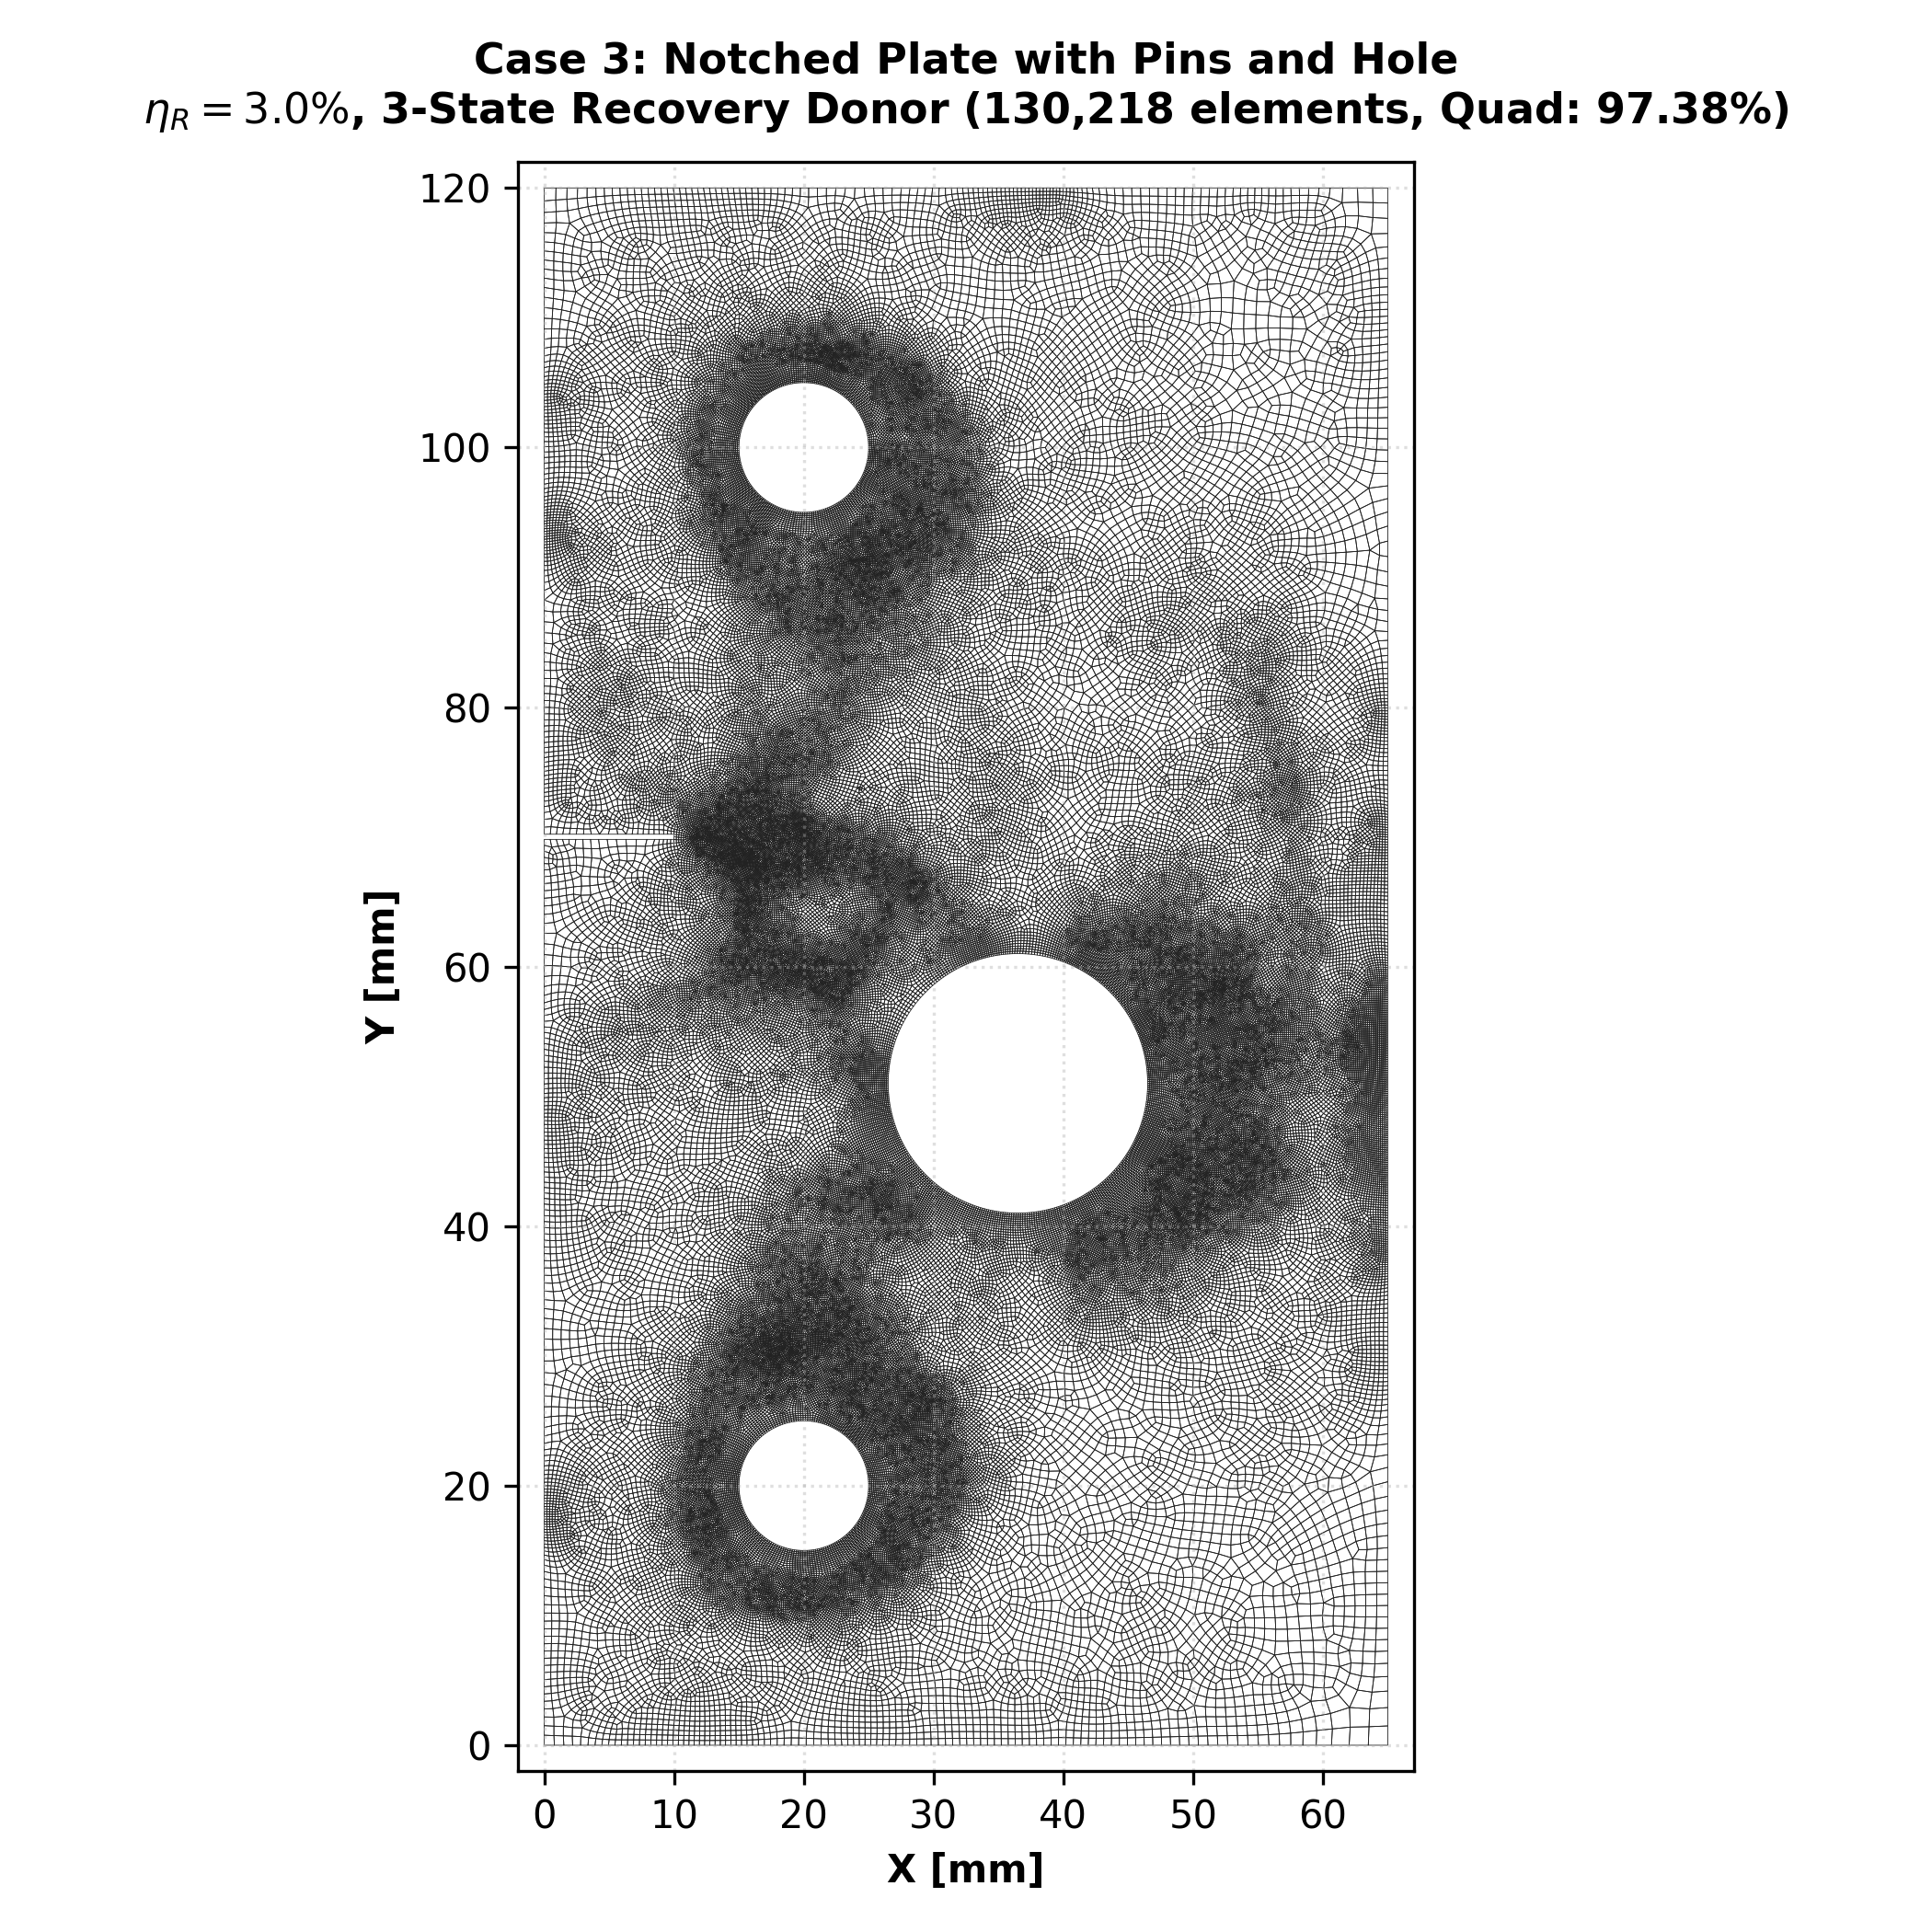 Case 3: Notched Plate with Pins and Hole
η_R = 3.0%, 3-State Recovery Donor (130,218 elements, Quad: 97.38%)
120
100
80
60
40
20
0
Y [mm]
0 10 20 30 40 50 60
X [mm]